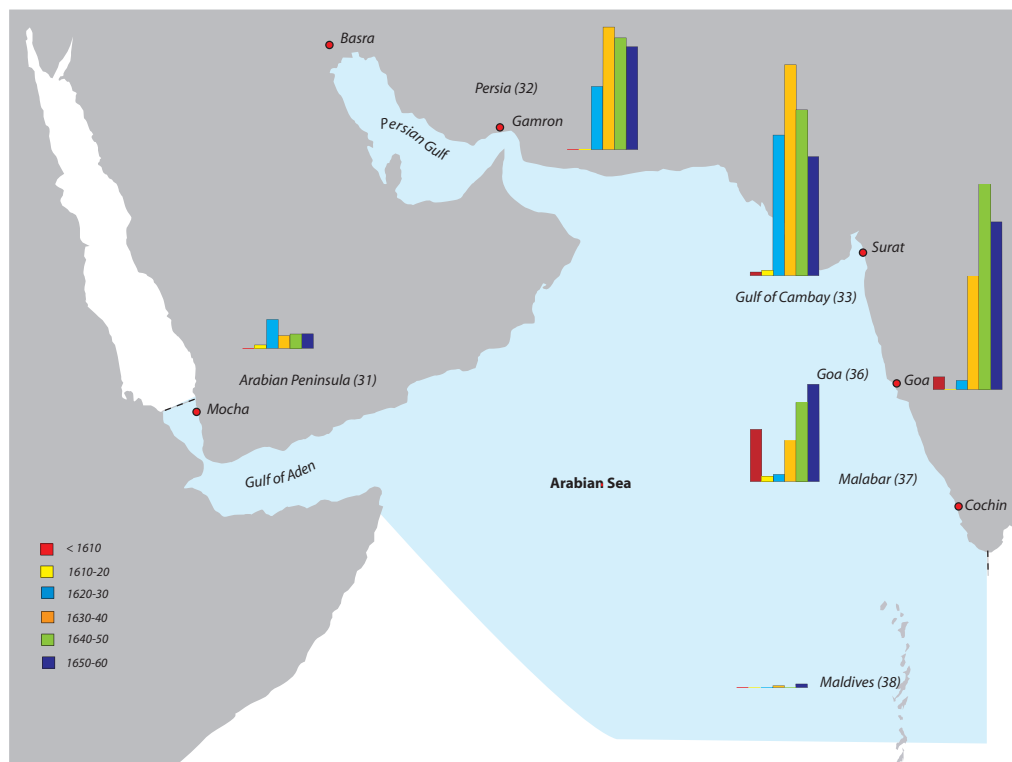 Basra
Persia (32)
Gamron
Persian Gulf
Surat
Gulf of Cambay (33)
Arabian Peninsula (31)
Goa (36)
Goa
Mocha
Gulf of Aden
Arabian Sea
Malabar (37)
Cochin
< 1610
1610-20
1620-30
1630-40
1640-50
1650-60
Maldives (38)